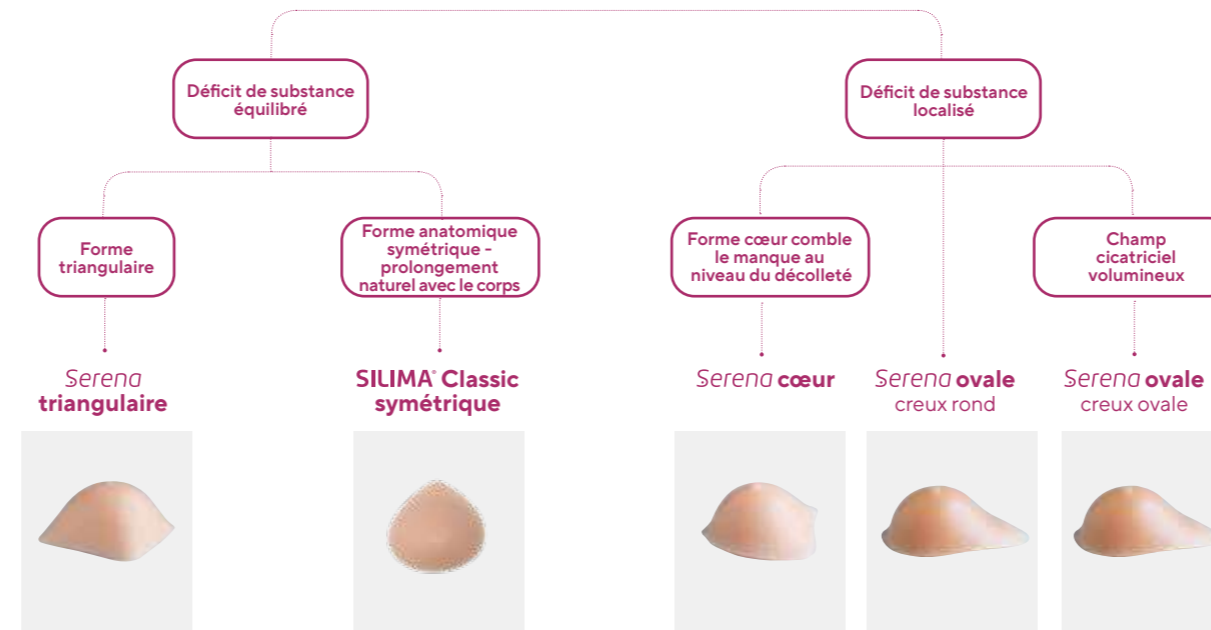 Déficit de substance
équilibré
Déficit de substance
localisé
Forme
triangulaire
Forme anatomique
symétrique -
prolongement
naturel avec le corps
Forme cœur comble
le manque au
niveau du décolleté
Champ
cicatriciel
volumineux
Serena
triangulaire
SILIMA® Classic
symétrique
Serena cœur
Serena ovale
creux rond
Serena ovale
creux ovale